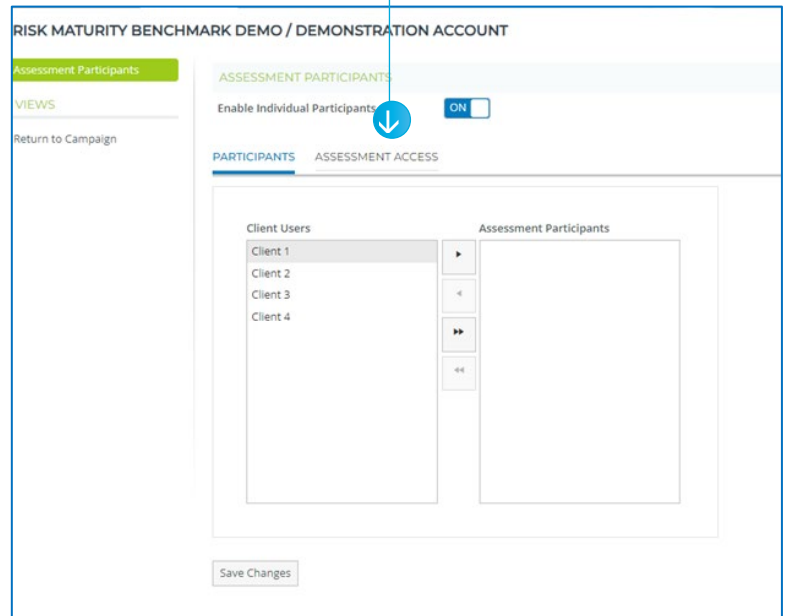 RISK MATURITY BENCHMARK DEMO / DEMONSTRATION ACCOUNT
Assessment Participants
VIEWS
Return to Campaign
ASSESSMENT PARTICIPANTS
Enable Individual Participants
ON
PARTICIPANTS ASSESSMENT ACCESS
Client Users
Client 1
Client 2
Client 3
Client 4
Assessment Participants
Save Changes